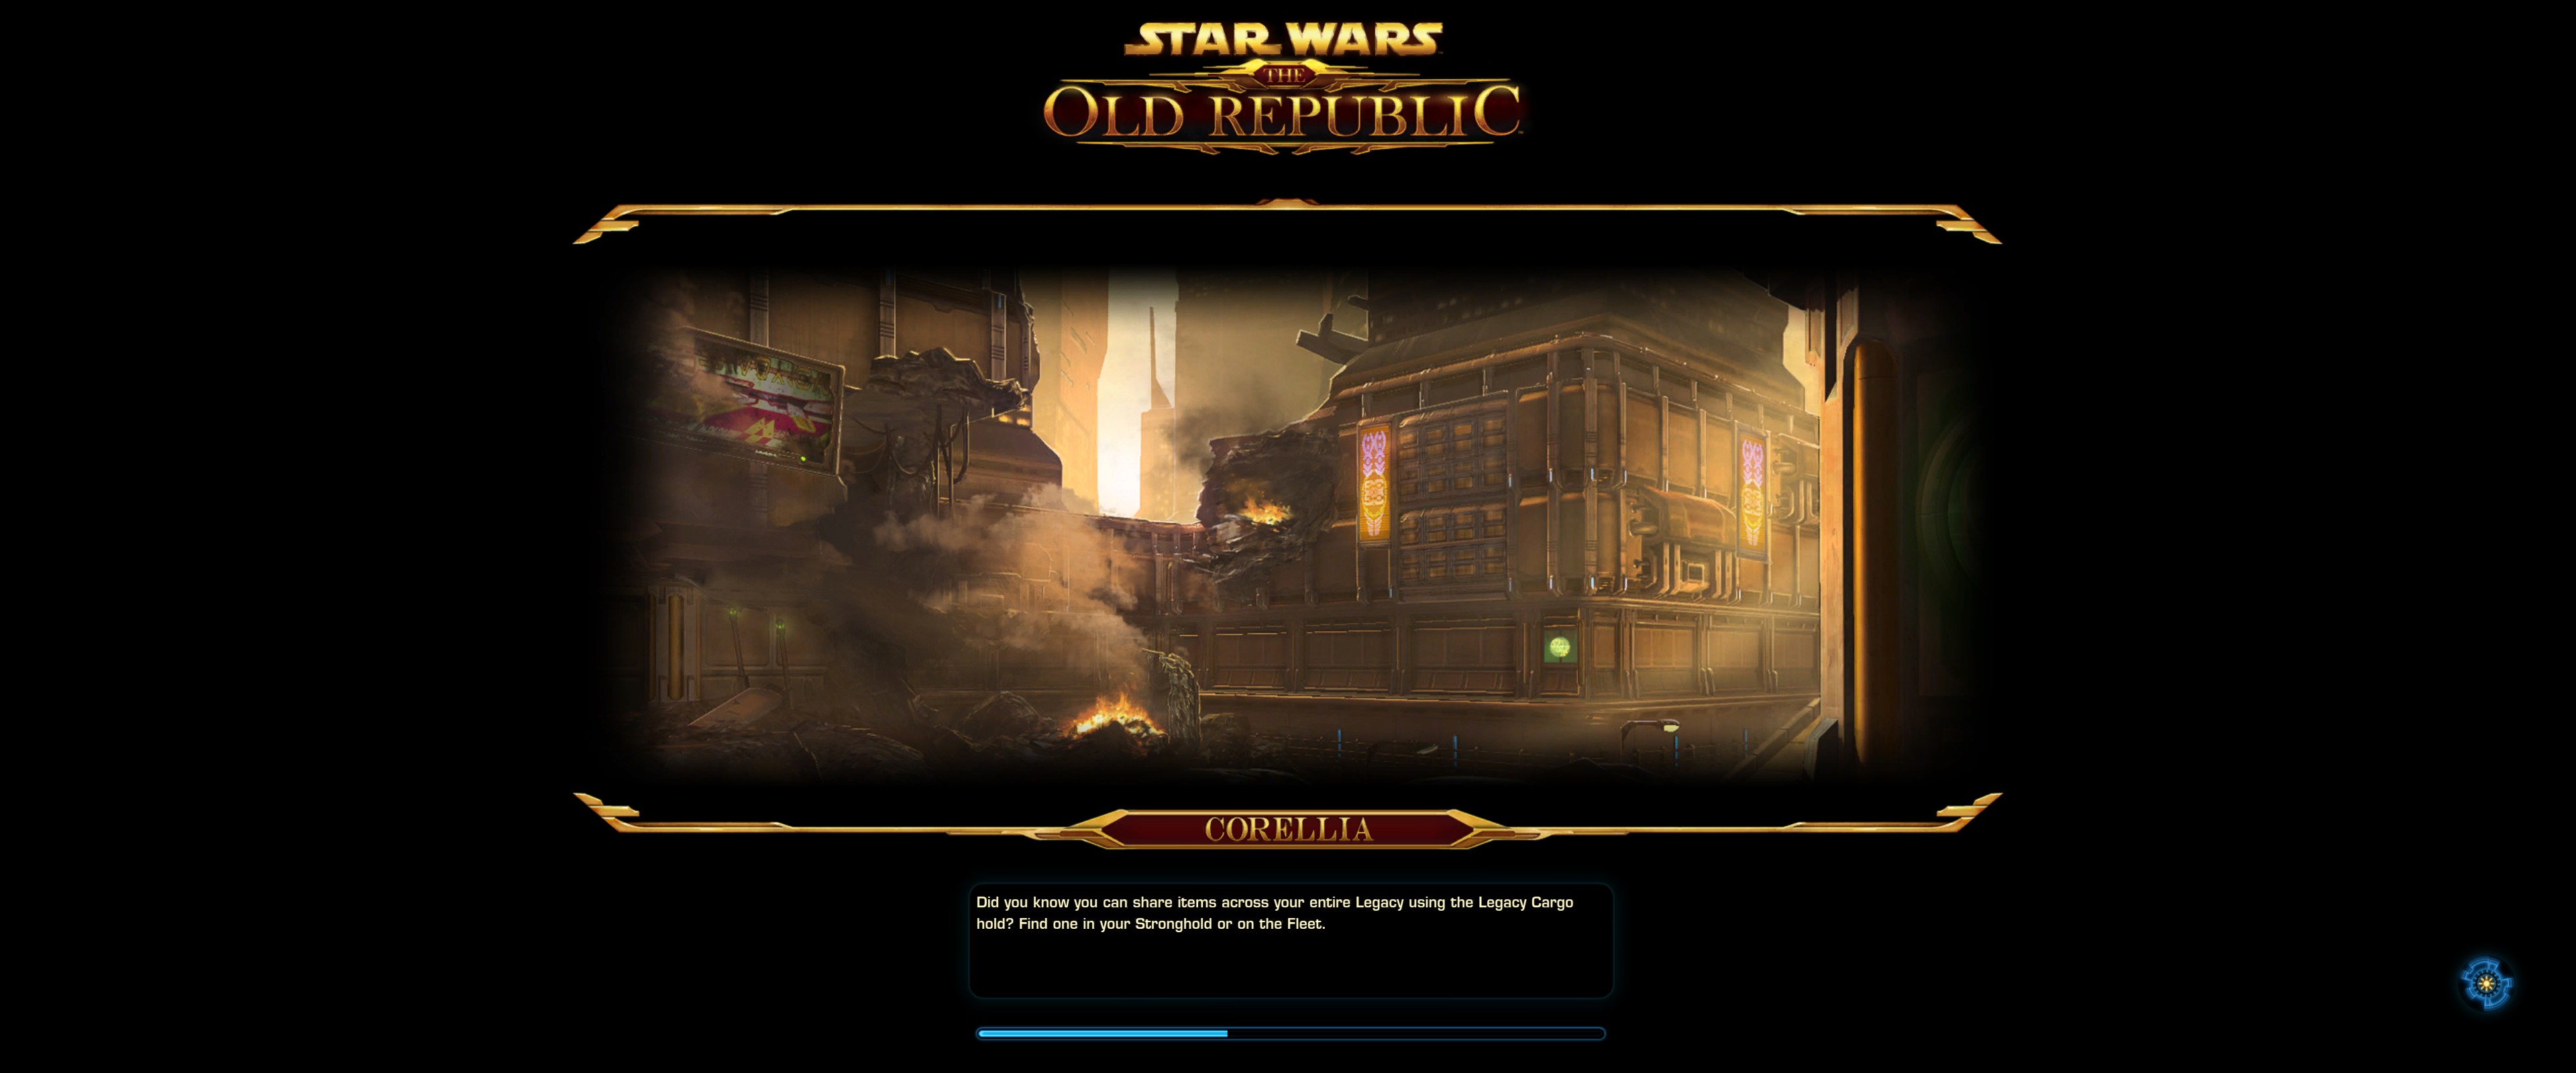 STAR WARS
THE
OLD REPUBLIC
CORELLIA
Did you know you can share items across your entire Legacy using the Legacy Cargo
hold? Find one in your Stronghold or on the Fleet.